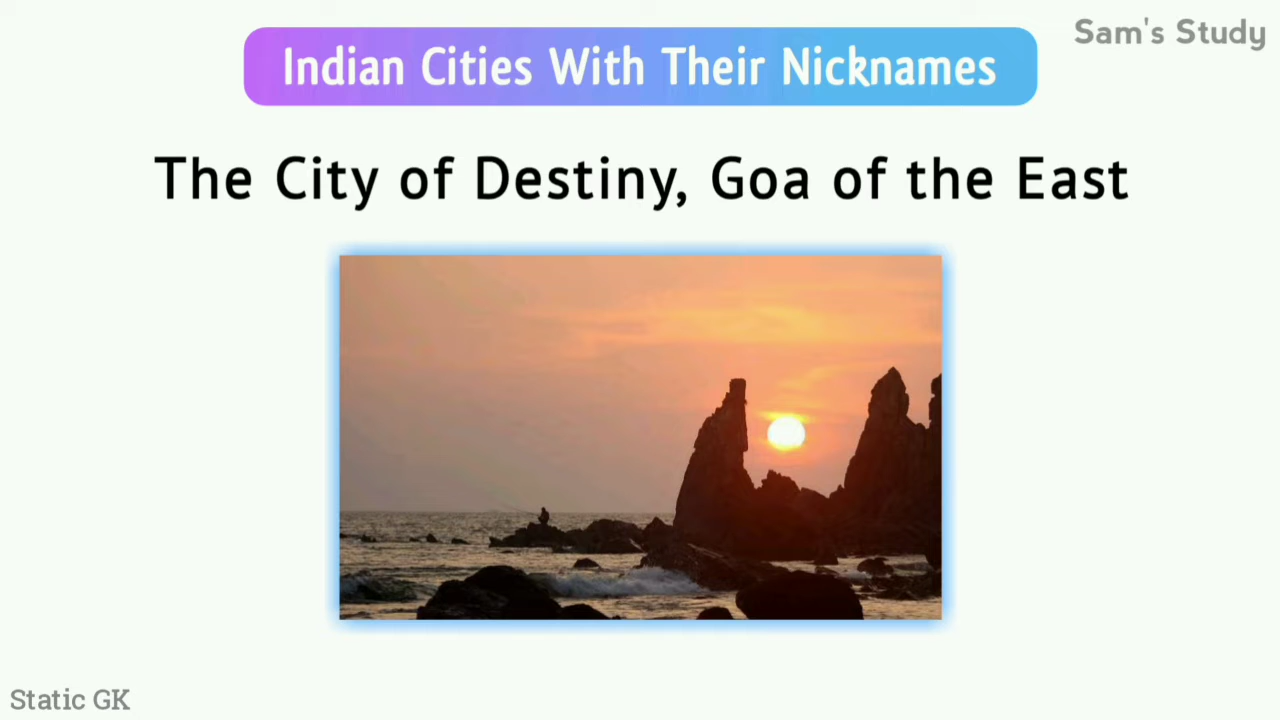 Sam's Study
Indian Cities With Their Nicknames
The City of Destiny, Goa of the East
Static GK